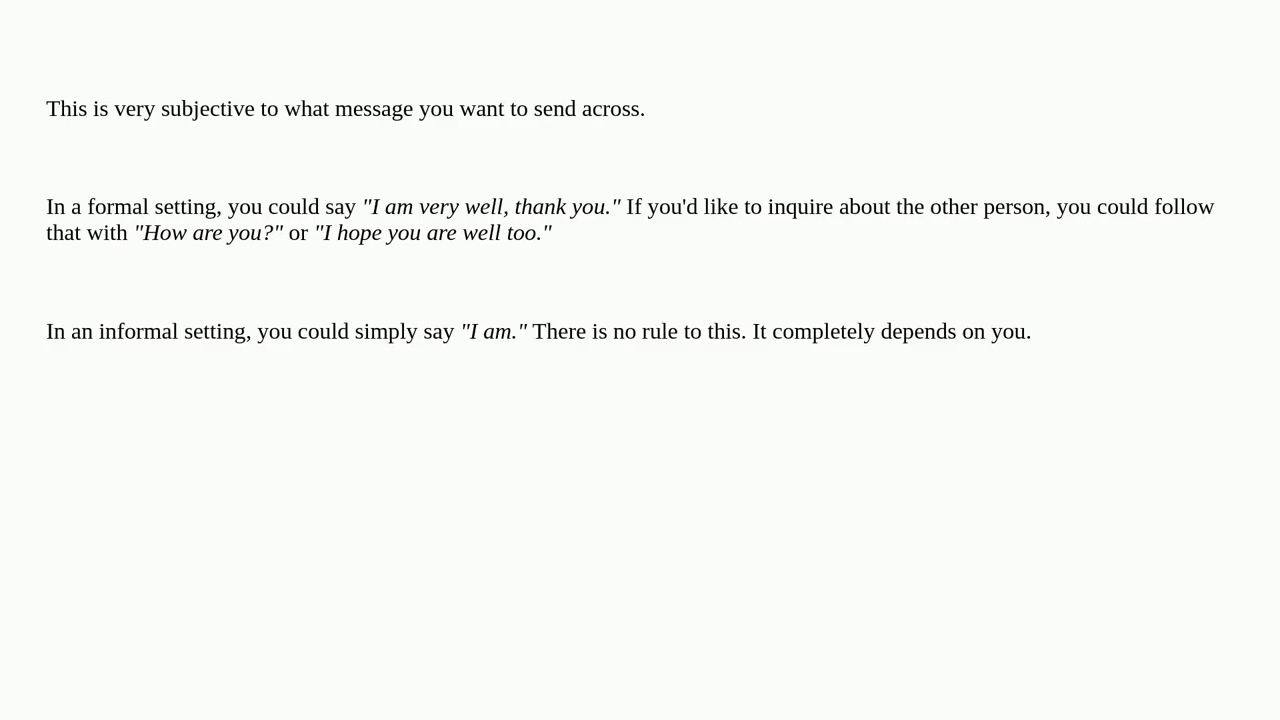 This is very subjective to what message you want to send across.
In a formal setting, you could say "I am very well, thank you." If you'd like to inquire about the other person, you could follow
that with "How are you?" or "I hope you are well too."
In an informal setting, you could simply say "I am." There is no rule to this. It completely depends on you.